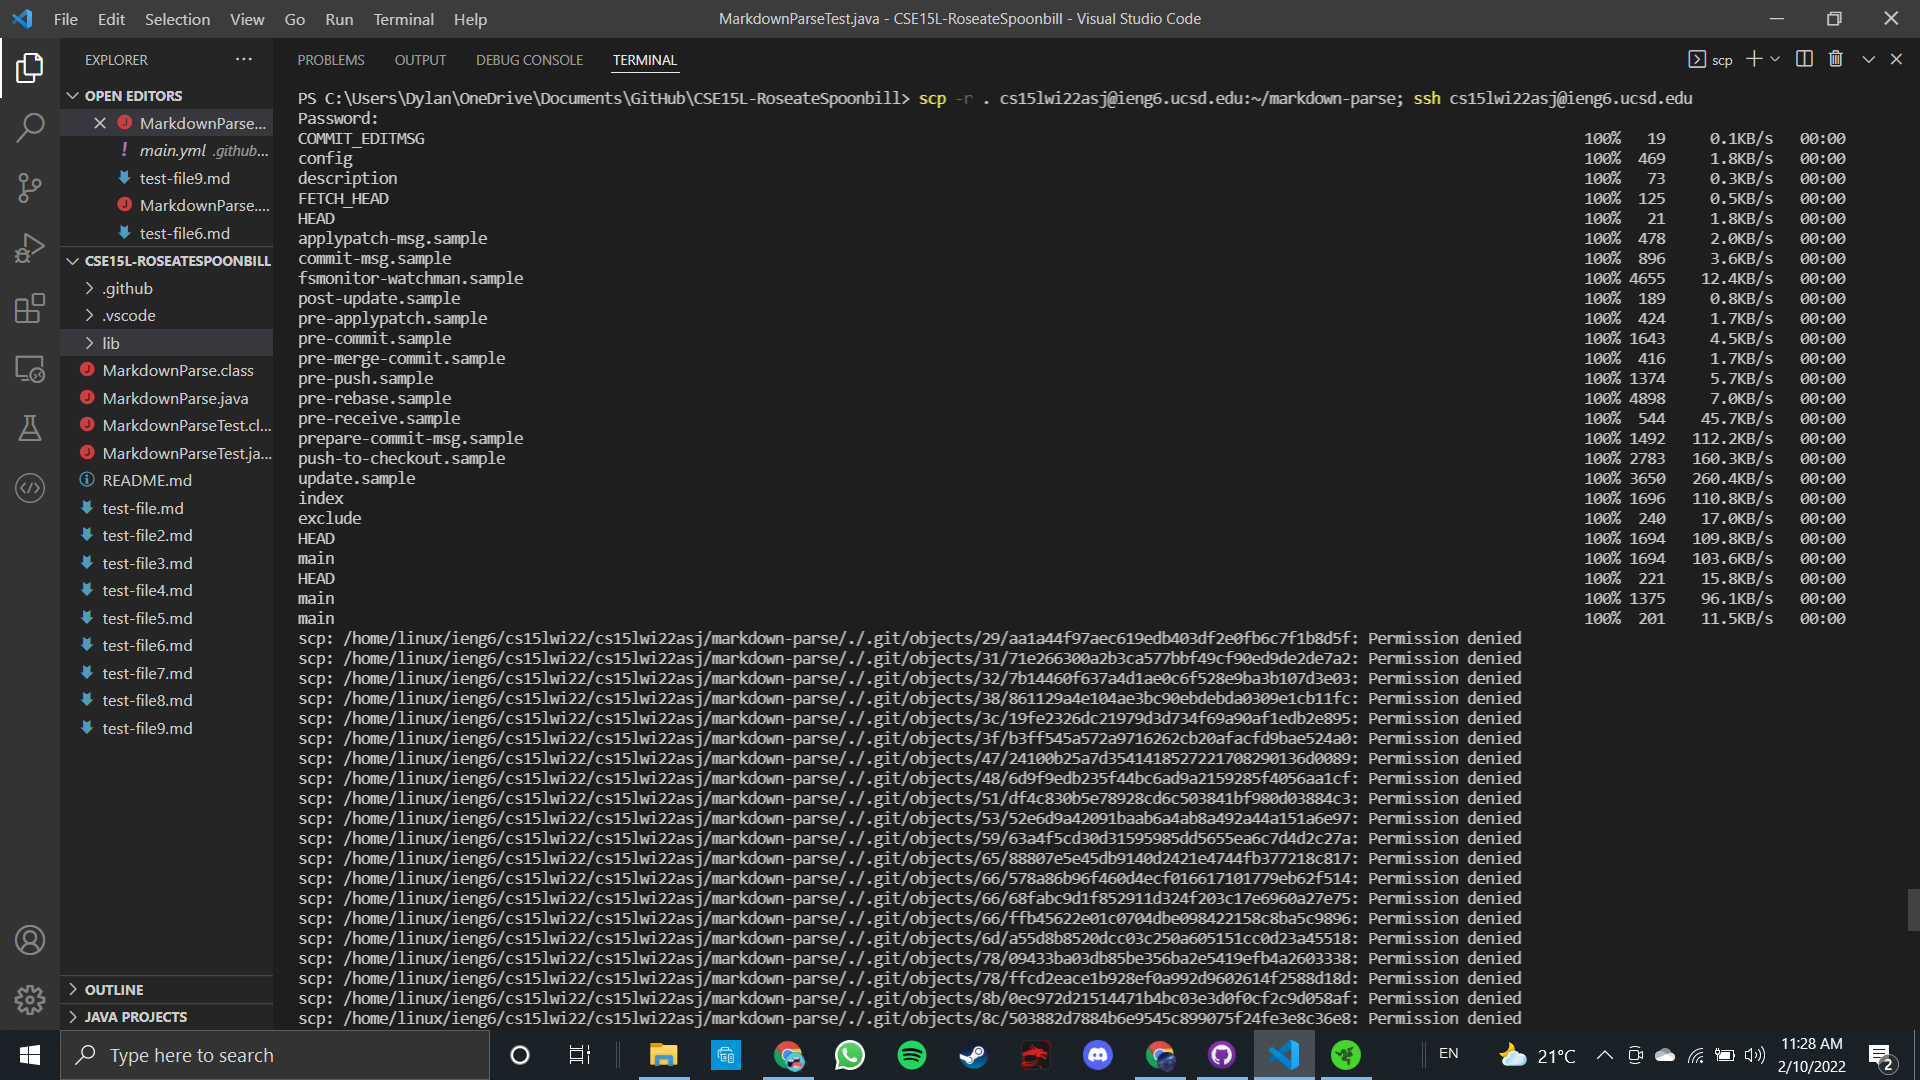 File Edit Selection View Go Run Terminal Help
MarkdownParseTest.java - CSE15L-RoseateSpoonbill - Visual Studio Code
EXPLORER
OPEN EDITORS
MarkdownParse...
main.yml .github...
test-file9.md
MarkdownParse....
test-file6.md
CSE15L-ROSEATESPOONBILL
.github
.vscode
lib
MarkdownParse.class
MarkdownParse.java
MarkdownParseTest.cl...
MarkdownParseTest.ja...
README.md
test-file.md
test-file2.md
test-file3.md
test-file4.md
test-file5.md
test-file6.md
test-file7.md
test-file8.md
test-file9.md
OUTLINE
JAVA PROJECTS
PROBLEMS OUTPUT DEBUG CONSOLE TERMINAL
scp
PS C:\Users\Dylan\OneDrive\Documents\GitHub\CSE15L-RoseateSpoonbill> scp -r . cs15lwi22asj@ieng6.ucsd.edu:~/markdown-parse; ssh cs15lwi22asj@ieng6.ucsd.edu
Password:
COMMIT_EDITMSG 100% 19 0.1KB/s 00:00
config 100% 469 1.8KB/s 00:00
description 100% 73 0.3KB/s 00:00
FETCH_HEAD 100% 125 0.5KB/s 00:00
HEAD 100% 21 1.8KB/s 00:00
applypatch-msg.sample 100% 478 2.0KB/s 00:00
commit-msg.sample 100% 896 3.6KB/s 00:00
fsmonitor-watchman.sample 100% 4655 12.4KB/s 00:00
post-update.sample 100% 189 0.8KB/s 00:00
pre-applypatch.sample 100% 424 1.7KB/s 00:00
pre-commit.sample 100% 1643 4.5KB/s 00:00
pre-merge-commit.sample 100% 416 1.7KB/s 00:00
pre-push.sample 100% 1374 5.7KB/s 00:00
pre-rebase.sample 100% 4898 7.0KB/s 00:00
pre-receive.sample 100% 544 45.7KB/s 00:00
prepare-commit-msg.sample 100% 1492 112.2KB/s 00:00
push-to-checkout.sample 100% 2783 160.3KB/s 00:00
update.sample 100% 3650 260.4KB/s 00:00
index 100% 1696 110.8KB/s 00:00
exclude 100% 240 17.0KB/s 00:00
HEAD 100% 1694 109.8KB/s 00:00
main 100% 1694 103.6KB/s 00:00
HEAD 100% 221 15.8KB/s 00:00
main 100% 1375 96.1KB/s 00:00
main 100% 201 11.5KB/s 00:00
scp: /home/linux/ieng6/cs15lwi22/cs15lwi22asj/markdown-parse/./.git/objects/29/aa1a44f97aec619edb403df2e0fb6c7f1b8d5f: Permission denied
scp: /home/linux/ieng6/cs15lwi22/cs15lwi22asj/markdown-parse/./.git/objects/31/71e266300a2b3ca577bbf49cf90ed9de2de7a2: Permission denied
scp: /home/linux/ieng6/cs15lwi22/cs15lwi22asj/markdown-parse/./.git/objects/32/7b14460f637a4d1ae0c6f528e9ba3b107d3e03: Permission denied
scp: /home/linux/ieng6/cs15lwi22/cs15lwi22asj/markdown-parse/./.git/objects/38/861129a4e104ae3bc90ebdebda0309e1cb11fc: Permission denied
scp: /home/linux/ieng6/cs15lwi22/cs15lwi22asj/markdown-parse/./.git/objects/3c/19fe2326dc21979d3d734f69a90af1edb2e895: Permission denied
scp: /home/linux/ieng6/cs15lwi22/cs15lwi22asj/markdown-parse/./.git/objects/3f/b3ff545a572a9716262cb20afacfd9bae524a0: Permission denied
scp: /home/linux/ieng6/cs15lwi22/cs15lwi22asj/markdown-parse/./.git/objects/47/24100b25a7d3541418527221708290136d0089: Permission denied
scp: /home/linux/ieng6/cs15lwi22/cs15lwi22asj/markdown-parse/./.git/objects/48/6d9f9edb235f44bc6ad9a2159285f4056aa1cf: Permission denied
scp: /home/linux/ieng6/cs15lwi22/cs15lwi22asj/markdown-parse/./.git/objects/51/df4c830b5e78928cd6c503841bf980d03884c3: Permission denied
scp: /home/linux/ieng6/cs15lwi22/cs15lwi22asj/markdown-parse/./.git/objects/53/52e6d9a42091baab6a4ab8a492a44a151a6e97: Permission denied
scp: /home/linux/ieng6/cs15lwi22/cs15lwi22asj/markdown-parse/./.git/objects/59/63a4f5cd30d31595985dd5655ea6c7d4d2c27a: Permission denied
scp: /home/linux/ieng6/cs15lwi22/cs15lwi22asj/markdown-parse/./.git/objects/65/88807e5e45db9140d2421e4744fb377218c817: Permission denied
scp: /home/linux/ieng6/cs15lwi22/cs15lwi22asj/markdown-parse/./.git/objects/66/578a86b96f460d4ecf016617101779eb62f514: Permission denied
scp: /home/linux/ieng6/cs15lwi22/cs15lwi22asj/markdown-parse/./.git/objects/66/68fabc9d1f852911d324f203c17e6960a27e75: Permission denied
scp: /home/linux/ieng6/cs15lwi22/cs15lwi22asj/markdown-parse/./.git/objects/66/ffb45622e01c0704dbe098422158c8ba5c9896: Permission denied
scp: /home/linux/ieng6/cs15lwi22/cs15lwi22asj/markdown-parse/./.git/objects/6d/a55d8b8520dcc03c250a605151cc0d23a45518: Permission denied
scp: /home/linux/ieng6/cs15lwi22/cs15lwi22asj/markdown-parse/./.git/objects/78/09433ba03db85be356ba2e5419efb4a2603338: Permission denied
scp: /home/linux/ieng6/cs15lwi22/cs15lwi22asj/markdown-parse/./.git/objects/78/ffcd2eace1b928ef0a992d9602614f2588d18d: Permission denied
scp: /home/linux/ieng6/cs15lwi22/cs15lwi22asj/markdown-parse/./.git/objects/8b/0ec972d21514471b4bc03e3d0f0cf2c9d058af: Permission denied
scp: /home/linux/ieng6/cs15lwi22/cs15lwi22asj/markdown-parse/./.git/objects/8c/503882d7884b6e9545c899075f24fe3e8c36e8: Permission denied
Type here to search
EN
21°C
11:28 AM
2/10/2022
2